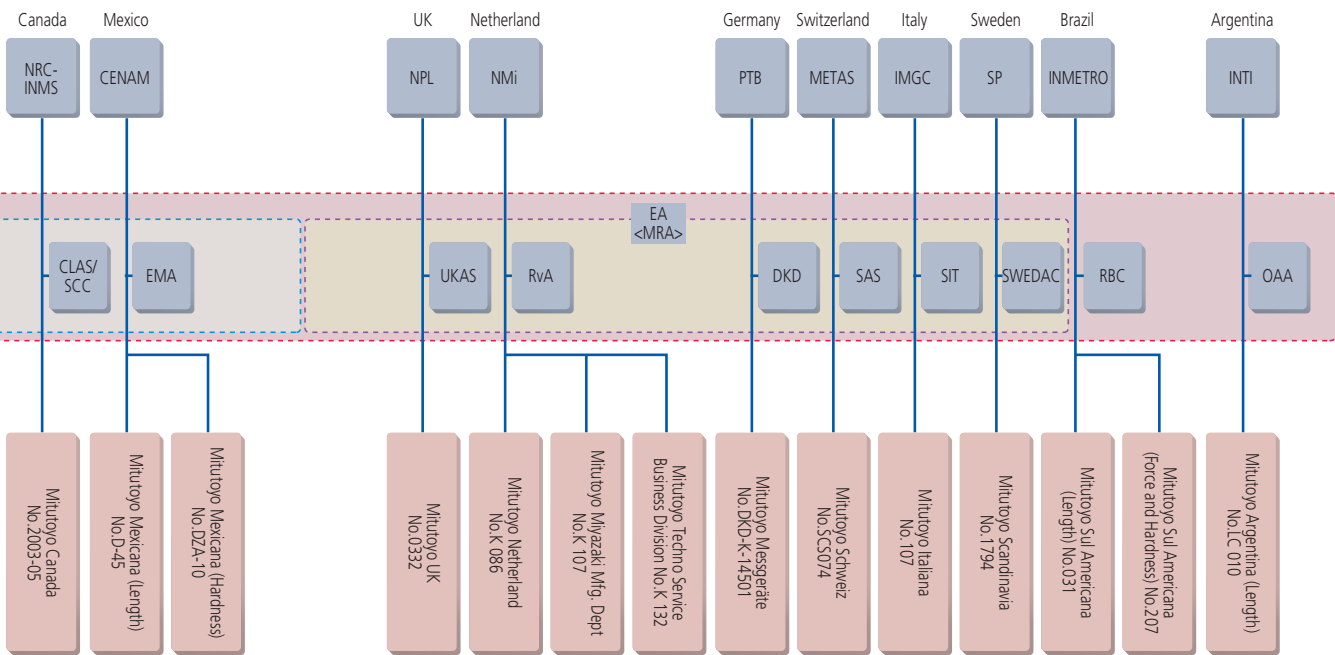 Canada
Mexico
UK
Netherland
Germany
Switzerland
Italy
Sweden
Brazil
Argentina
NRC-
INMS
CENAM
NPL
NMi
PTB
METAS
IMGC
SP
INMETRO
INTI
EA
<MRA>
CLAS/
SCC
EMA
UKAS
RvA
DKD
SAS
SIT
SWEDAC
RBC
OAA
Mitutoyo Canada
No.2003-05
Mitutoyo Mexicana (Length)
No.D-45
Mitutoyo Mexicana (Hardness)
No.DZA-10
Mitutoyo UK
No.0332
Mitutoyo Netherland
No.K 086
Mitutoyo Miyazaki Mfg. Dept
No.K 107
Mitutoyo Techno Service
Business Division No.K 132
Mitutoyo Messgeräte
No.DKD-K-14501
Mitutoyo Schweiz
No.SCS074
Mitutoyo Italiana
No.107
Mitutoyo Scandinavia
No.1794
Mitutoyo Sul Americana
(Length) No.031
Mitutoyo Sul Americana
(Force and Hardness) No.207
Mitutoyo Argentina (Length)
No.LC 010